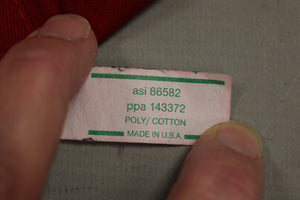 asi 86582
ppa 143372
POLY/ COTTON
MADE IN U.S.A.